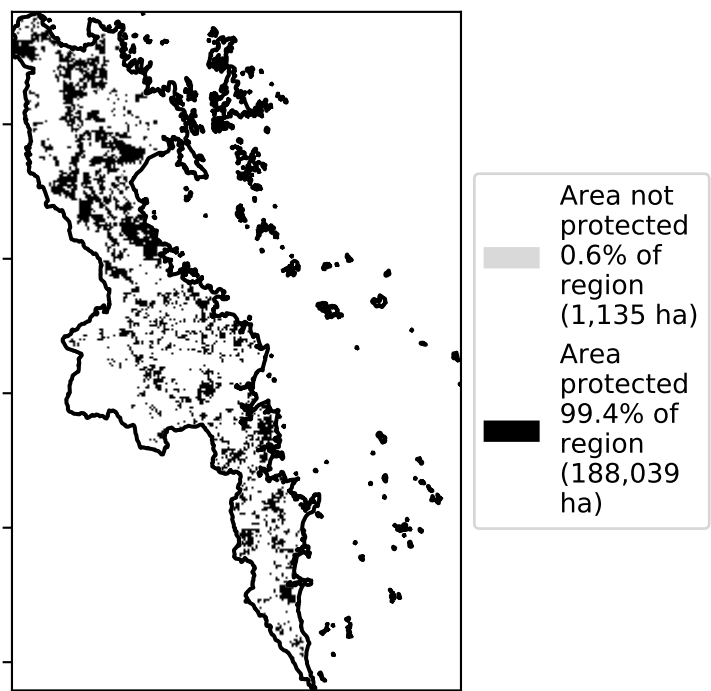 Area not
protected
0.6% of
region
(1,135 ha)
Area
protected
99.4% of
region
(188,039
ha)